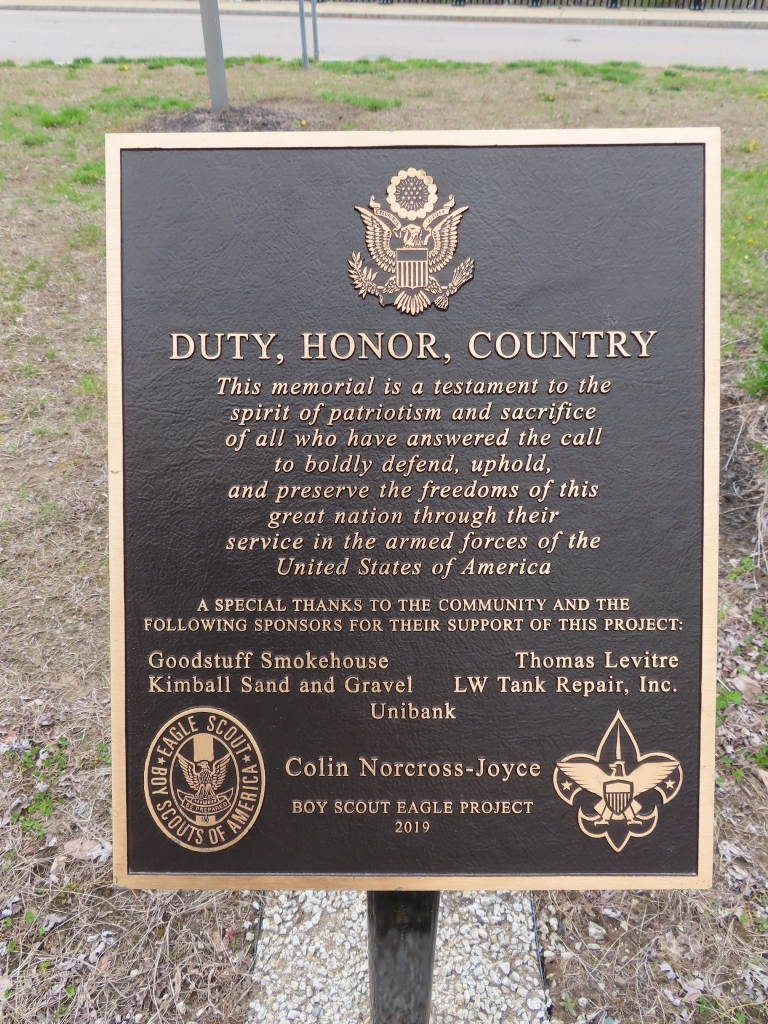 DUTY, HONOR, COUNTRY
This memorial is a testament to the
spirit of patriotism and sacrifice
of all who have answered the call
to boldly defend, uphold,
and preserve the freedoms of this
great nation through their
service in the armed forces of the
United States of America
A SPECIAL THANKS TO THE COMMUNITY AND THE
FOLLOWING SPONSORS FOR THEIR SUPPORT OF THIS PROJECT:
Goodstuff Smokehouse Thomas Levitre
Kimball Sand and Gravel LW Tank Repair, Inc.
Unibank
EAGLE SCOUT
BOY SCOUTS OF AMERICA
BE PREPARED
Colin Norcross-Joyce
BOY SCOUT EAGLE PROJECT
2019